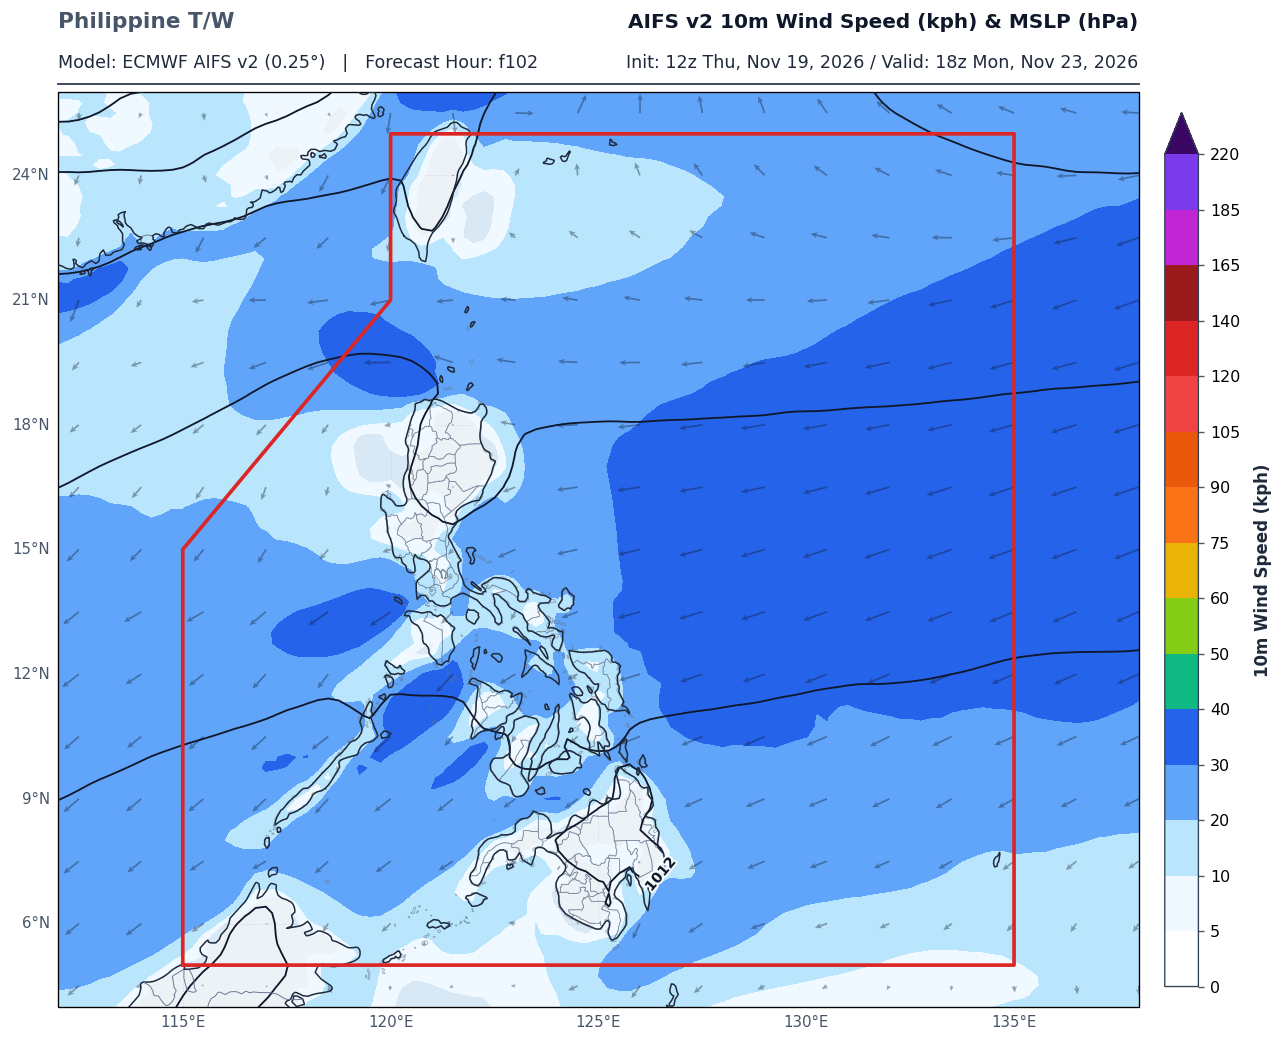 Philippine T/W
AIFS v2 10m Wind Speed (kph) & MSLP (hPa)
Model: ECMWF AIFS v2 (0.25°) | Forecast Hour: f102
Init: 12z Thu, Nov 19, 2026 / Valid: 18z Mon, Nov 23, 2026
24°N
21°N
18°N
15°N
12°N
9°N
6°N
1012
115°E
120°E
125°E
130°E
135°E
220
185
165
140
120
105
90
75
60
50
40
30
20
10
5
0
10m Wind Speed (kph)